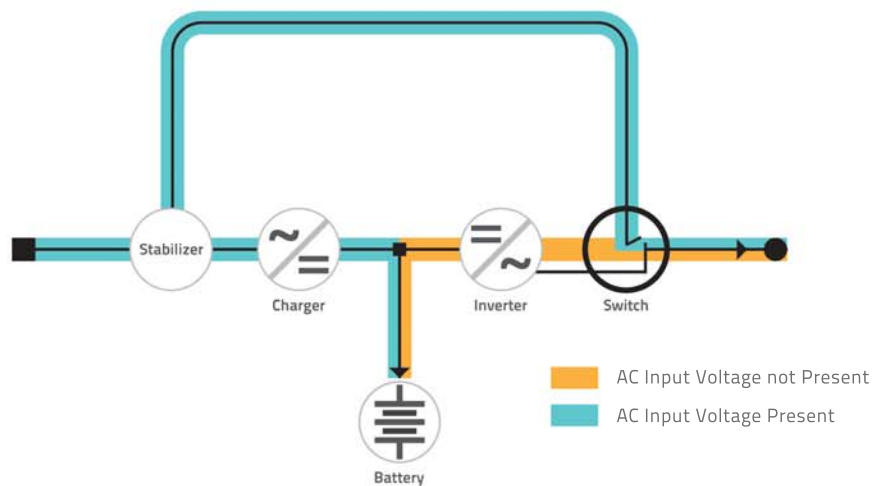 Stabilizer
Charger
Inverter
Switch
AC Input Voltage not Present
AC Input Voltage Present
Battery